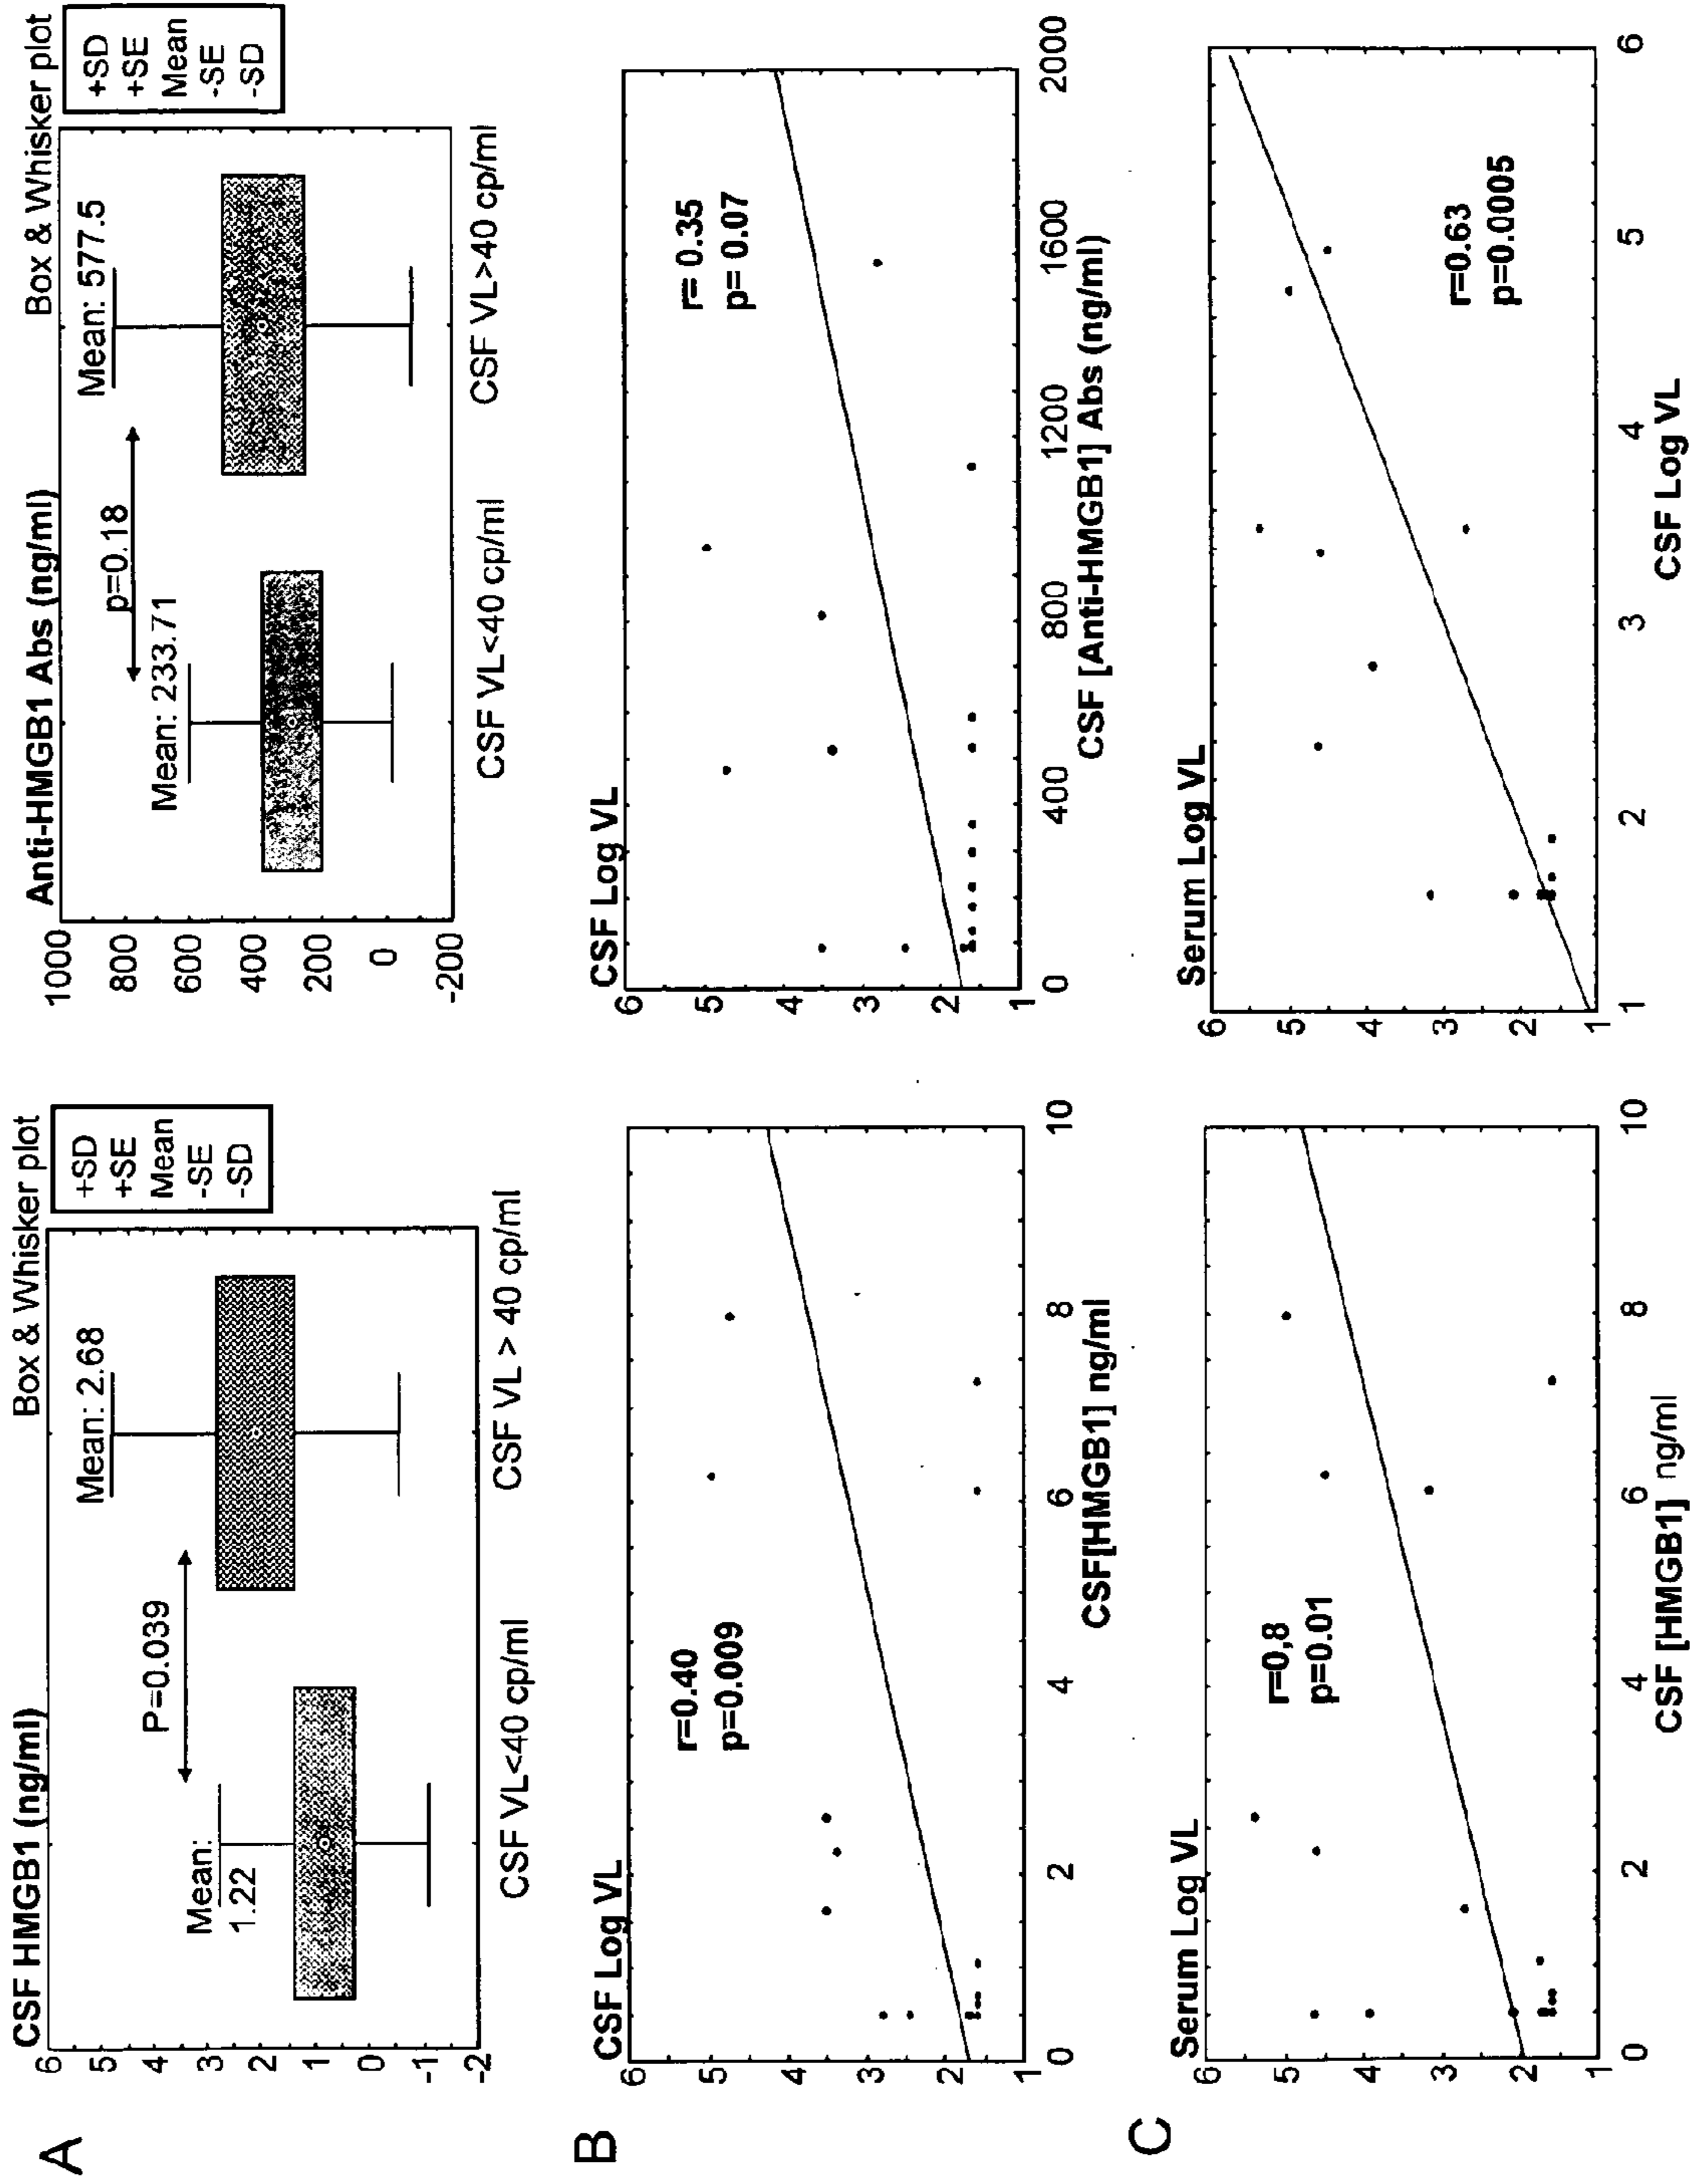 A
CSF HMGB1 (ng/ml)
Box & Whisker plot
+SD
+SE
Mean
-SE
-SD
6
5
4
3
2
1
0
-1
-2
Mean:
1.22
P=0.039
Mean: 2.68
CSF VL<40 cp/ml
CSF VL > 40 cp/ml
Anti-HMGB1 Abs (ng/ml)
Box & Whisker plot
+SD
+SE
Mean
-SE
-SD
1000
800
600
400
200
0
-200
Mean: 233.71
p=0.18
Mean: 577.5
CSF VL<40 cp/ml
CSF VL>40 cp/ml
B
CSF Log VL
6
5
4
3
2
1
r=0.40
p=0.009
0 2 4 6 8 10
CSF[HMGB1] ng/ml
CSF Log VL
6
5
4
3
2
1
r= 0.35
p= 0.07
0 400 800 1200 1600 2000
CSF [Anti-HMGB1] Abs (ng/ml)
C
Serum Log VL
6
5
4
3
2
1
r=0,8
p=0.01
0 2 4 6 8 10
CSF [HMGB1] ng/ml
Serum Log VL
6
5
4
3
2
1
r=0.63
p=0.0005
1 2 3 4 5 6
CSF Log VL